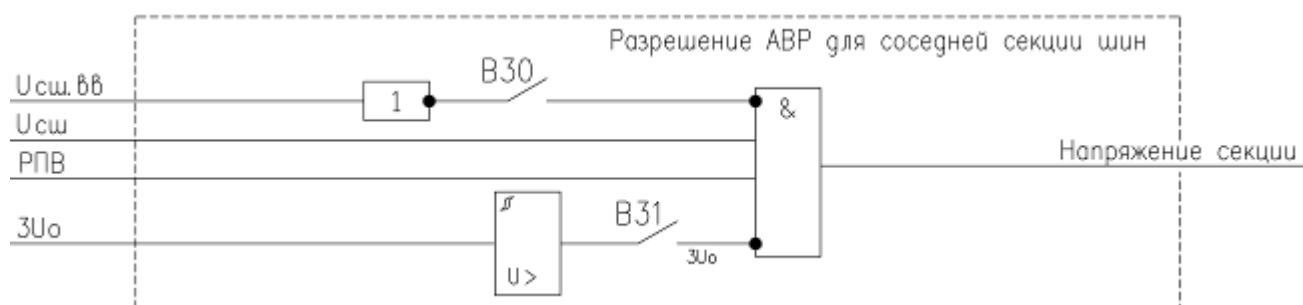 Разрешение АВР для соседней секции шин
Uсш.вв
1
В30
&
Uсш
РПВ
Напряжение секции
3Uo
U>
В31
3Uo